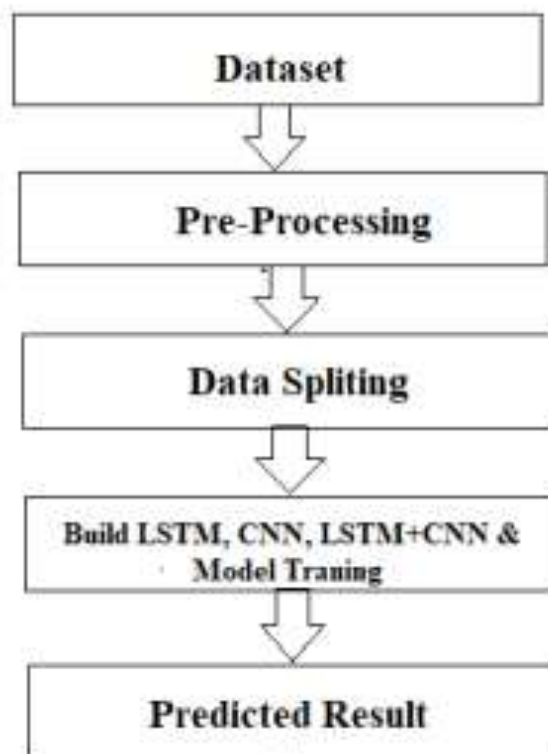 Dataset
Pre-Processing
Data Spliting
Build LSTM, CNN, LSTM+CNN &
Model Traning
Predicted Result